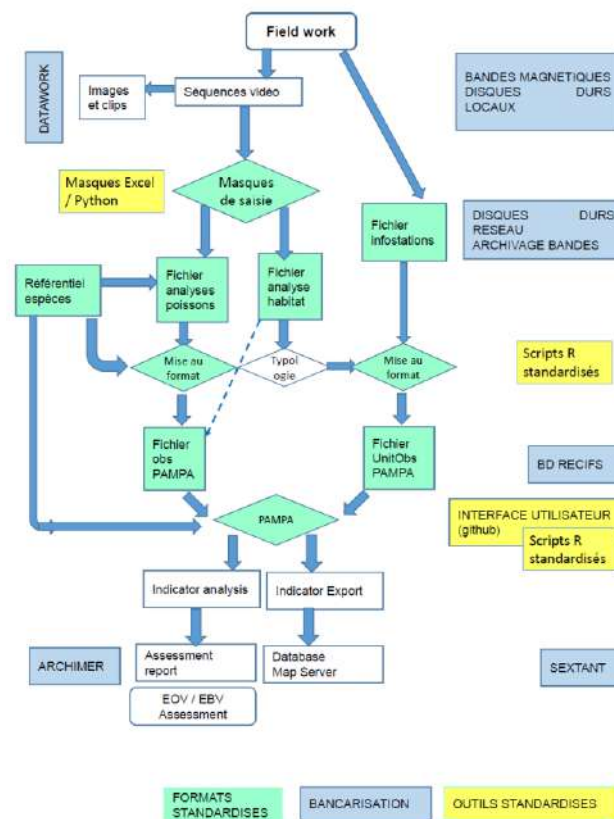 Field work
DATAWORK
Images
et clips
Séquences vidéo
BANDES MAGNETIQUES
DISQUES DURS
LOCAUX
Masques Excel
/ Python
Masques
de saisie
Fichier
infostations
DISQUES DURS
RESEAU
ARCHIVAGE BANDES
Référentiel
espèces
Fichier
analyses
poissons
Fichier
analyse
habitat
Mise au
format
Typol
ogie
Mise au
format
Scripts R
standardisés
Fichier
obs
PAMPA
Fichier
UnitObs
PAMPA
BD RECIFS
PAMPA
INTERFACE UTILISATEUR
(github)
Scripts R
standardisés
Indicator analysis
Indicator Export
ARCHIMER
Assessment
report
Database
Map Server
SEXTANT
EOV / EBV
Assessment
FORMATS
STANDARDISES
BANCARISATION
OUTILS STANDARDISES